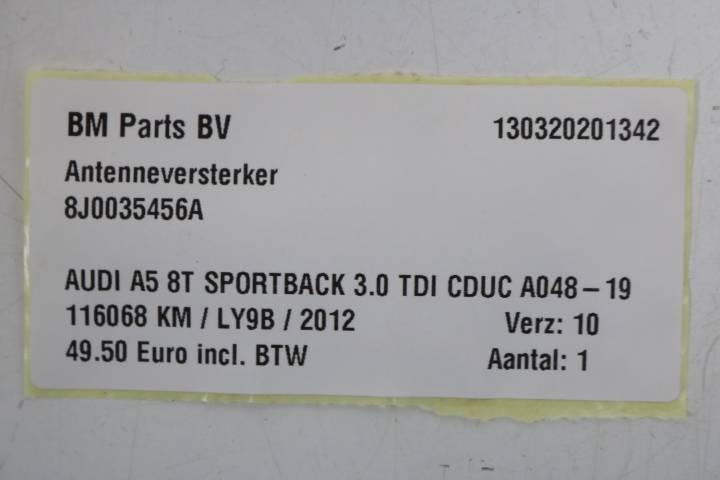 BM Parts BV 130320201342
Antenneversterker
8J0035456A
AUDI A5 8T SPORTBACK 3.0 TDI CDUC A048-19
116068 KM / LY9B / 2012 Verz: 10
49.50 Euro incl. BTW Aantal: 1